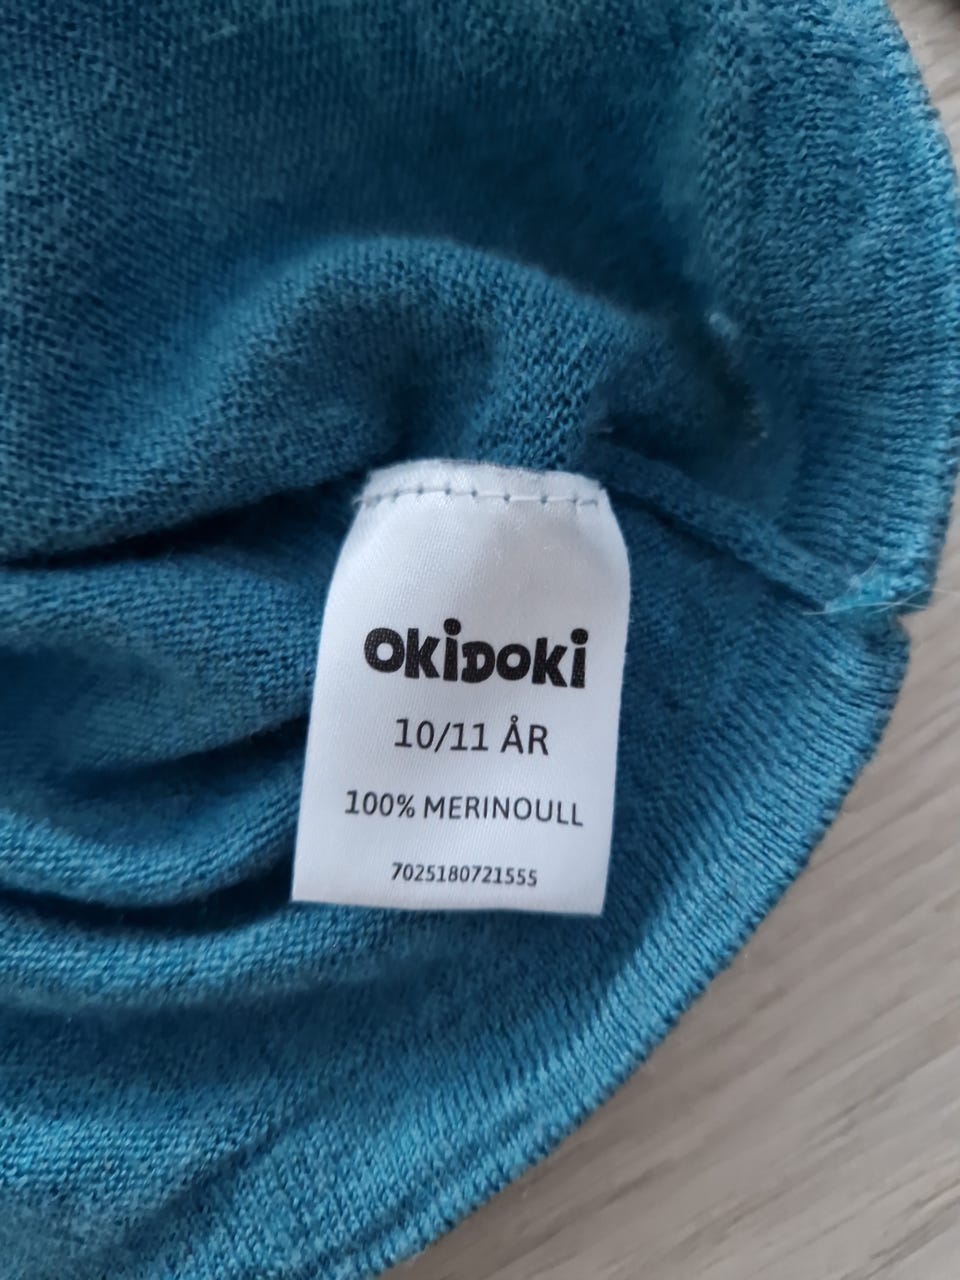 OKIDOKI
10/11 ÅR
100% MERINOULL
7025180721555